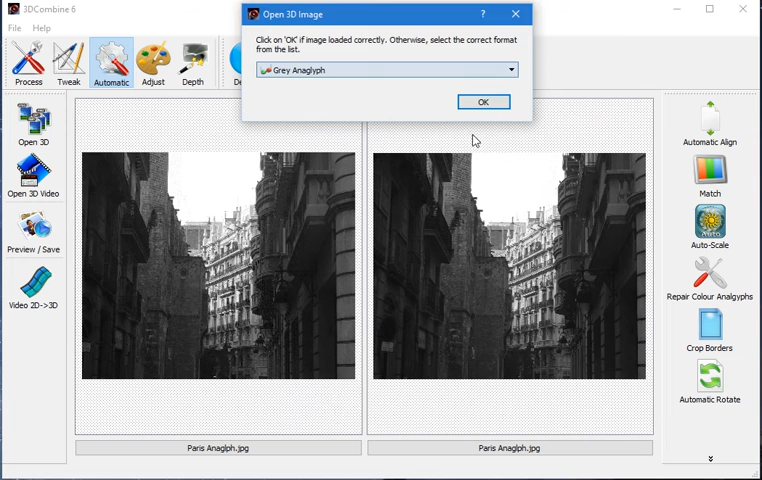 3DCombine 6
File Help
Open 3D Image
?
Click on 'OK' if image loaded correctly. Otherwise, select the correct format
from the list.
Grey Anaglyph
OK
Process
Tweak
Automatic
Adjust
Depth
De
Open 3D
Open 3D Video
Preview / Save
Video 2D->3D
Automatic Align
Match
AUTO
Auto-Scale
Repair Colour Analgyphs
Crop Borders
Automatic Rotate
Paris Anaglph.jpg
Paris Anaglph.jpg